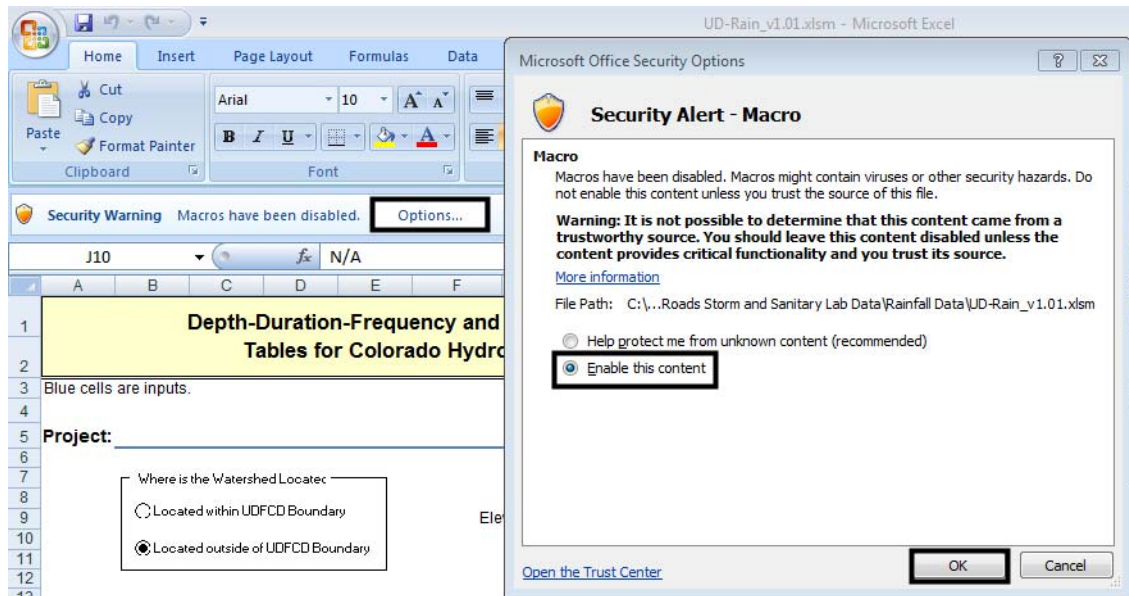 UD-Rain_v1.01.xlsm - Microsoft Excel
Home Insert Page Layout Formulas Data
Cut
Copy
Paste
Format Painter
Arial 10 A A
B I U A
Clipboard Font
Security Warning Macros have been disabled. Options...
J10 fx N/A
A B C D E F
1 Depth-Duration-Frequency and
2 Tables for Colorado Hydro
3 Blue cells are inputs.
4
5 Project:
6
7 Where is the Watershed Located
8
9 Located within UDFCD Boundary Ele
10
11 Located outside of UDFCD Boundary
12
13
Microsoft Office Security Options
Security Alert - Macro
Macro
Macros have been disabled. Macros might contain viruses or other security hazards. Do
not enable this content unless you trust the source of this file.
Warning: It is not possible to determine that this content came from a
trustworthy source. You should leave this content disabled unless the
content provides critical functionality and you trust its source.
More information
File Path: C:\...Roads Storm and Sanitary Lab Data\Rainfall Data\UD-Rain_v1.01.xlsm
Help protect me from unknown content (recommended)
Enable this content
Open the Trust Center
OK Cancel